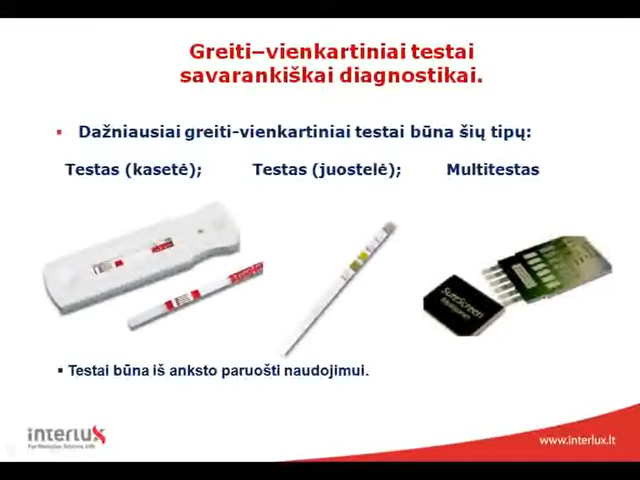 Greiti–vienkartiniai testai
savarankiškai diagnostikai.
Dažniausiai greiti-vienkartiniai testai būna šių tipų:
Testas (kasetė); Testas (juostelė); Multitestas
SureScreen
Testai būna iš anksto paruošti naudojimui.
interlux
www.interlux.lt